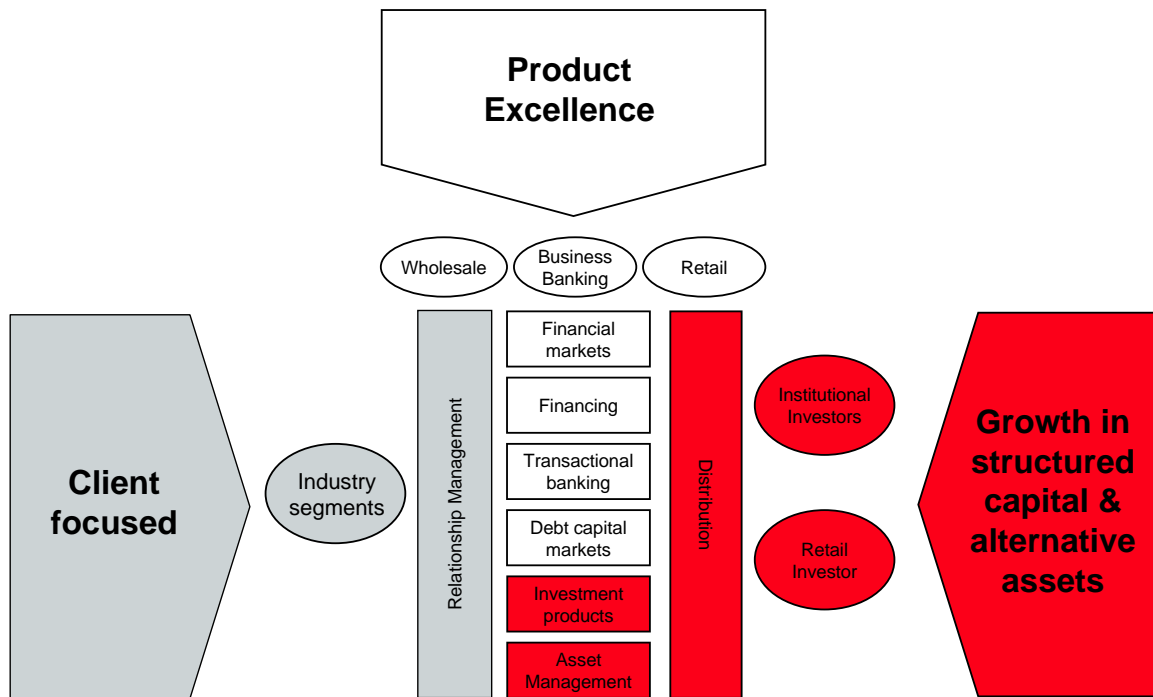 Product
Excellence
Wholesale
Business
Banking
Retail
Client
focused
Industry
segments
Relationship Management
Financial
markets
Financing
Transactional
banking
Debt capital
markets
Investment
products
Asset
Management
Distribution
Institutional
Investors
Retail
Investor
Growth in
structured
capital &
alternative
assets